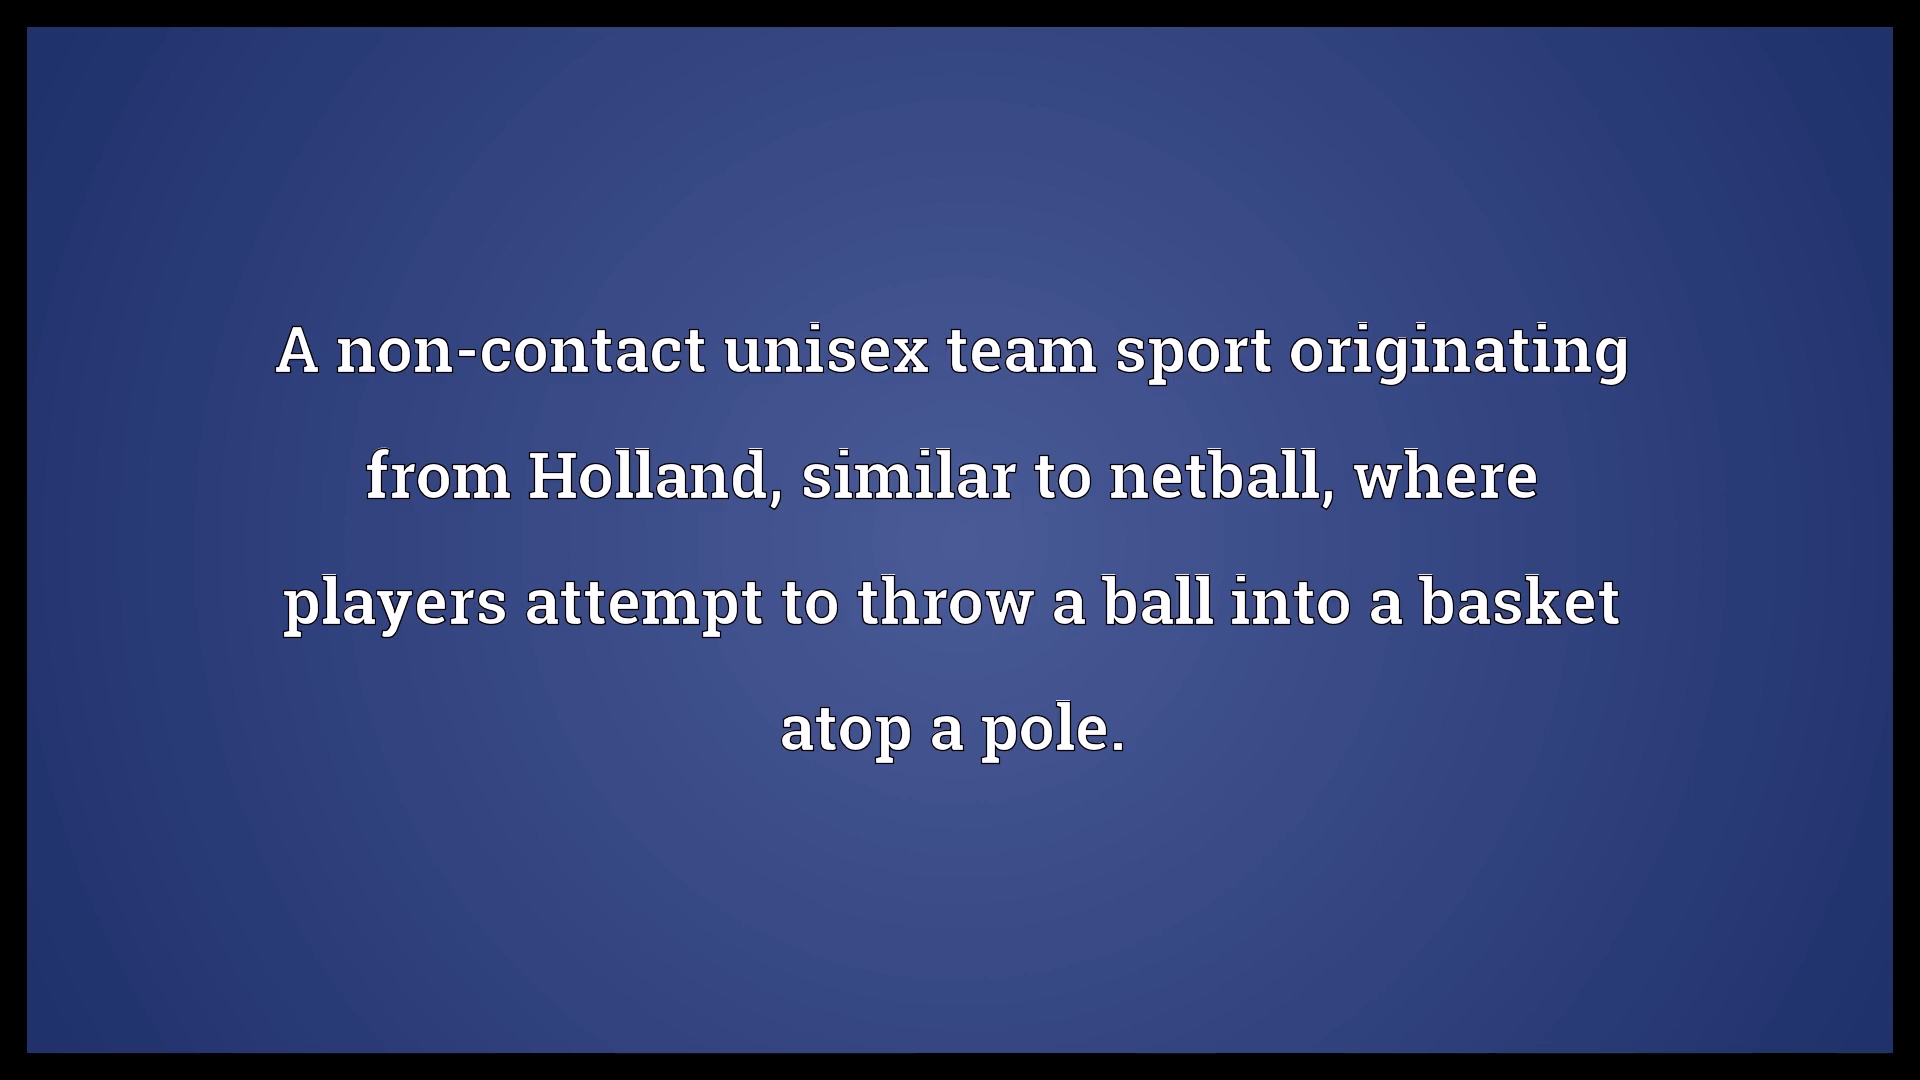 A non-contact unisex team sport originating
from Holland, similar to netball, where
players attempt to throw a ball into a basket
atop a pole.